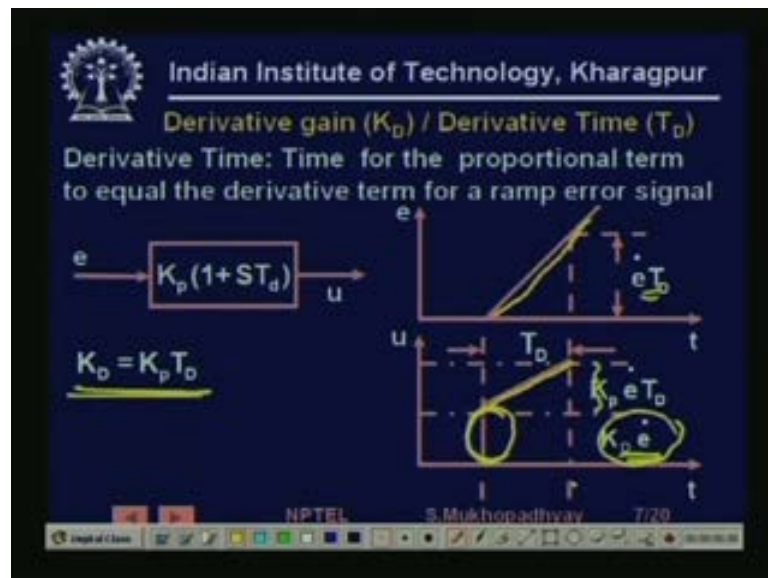 Indian Institute of Technology, Kharagpur
Derivative gain (K_D) / Derivative Time (T_D)
Derivative Time: Time for the proportional term
to equal the derivative term for a ramp error signal
e
K_p(1+ST_d)
u
K_D = K_pT_D
e
ėT_D
t
u
T_D
K_p ėT_D
K_D ė
t
NPTEL S.Mukhopadhyay 7/20